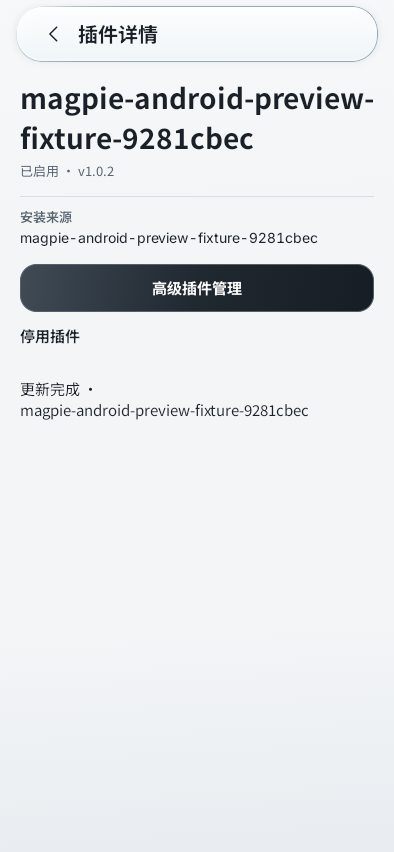 插件详情
magpie-android-preview-
fixture-9281cbec
已启用 · v1.0.2
安装来源
magpie-android-preview-fixture-9281cbec
高级插件管理
停用插件
更新完成 ·
magpie-android-preview-fixture-9281cbec